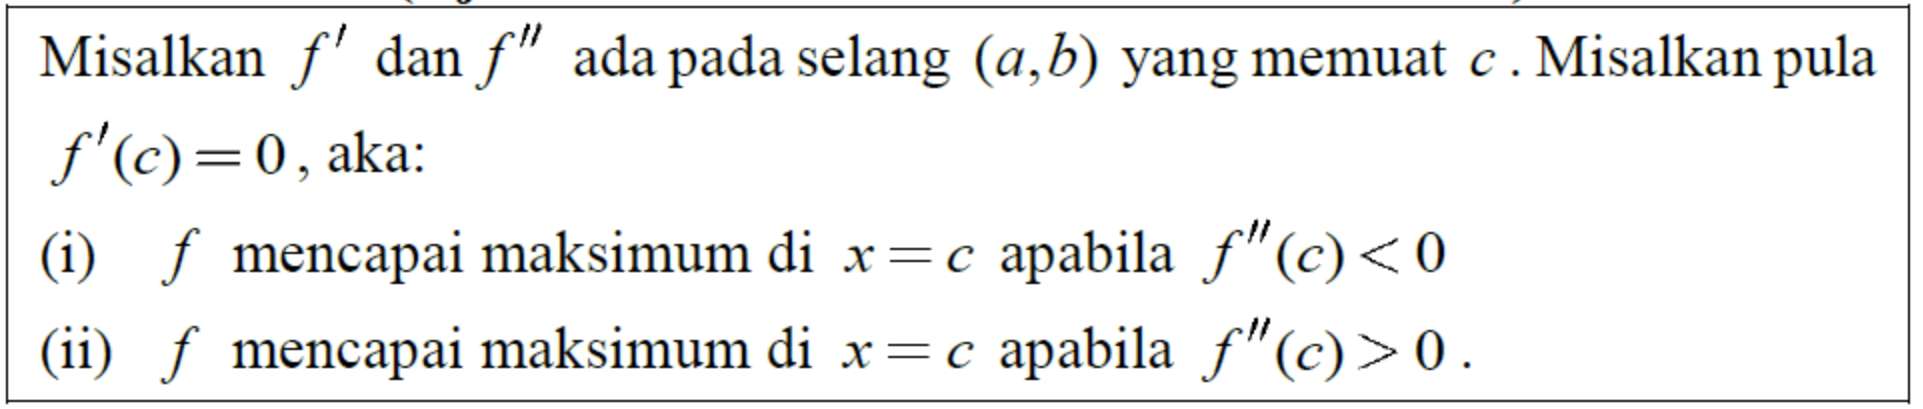 Misalkan f′ dan f″ ada pada selang (a,b) yang memuat c. Misalkan pula
f′(c)=0, aka:
(i) f mencapai maksimum di x=c apabila f″(c)<0
(ii) f mencapai maksimum di x=c apabila f″(c)>0.